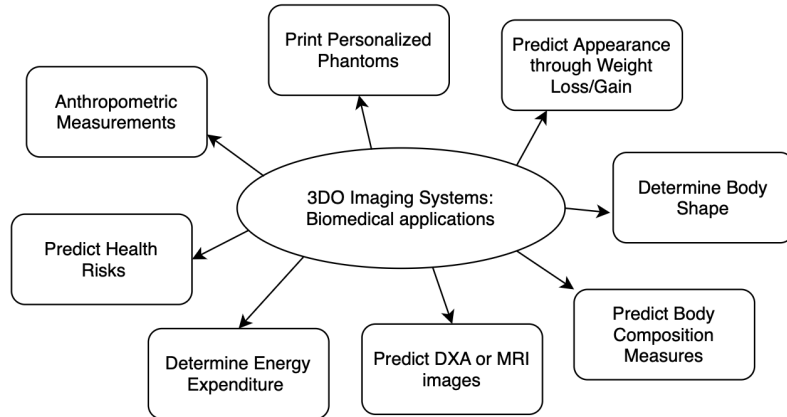 Print Personalized
Phantoms
Predict Appearance
through Weight
Loss/Gain
Anthropometric
Measurements
3DO Imaging Systems:
Biomedical applications
Determine Body
Shape
Predict Health
Risks
Predict Body
Composition
Measures
Determine Energy
Expenditure
Predict DXA or MRI
images